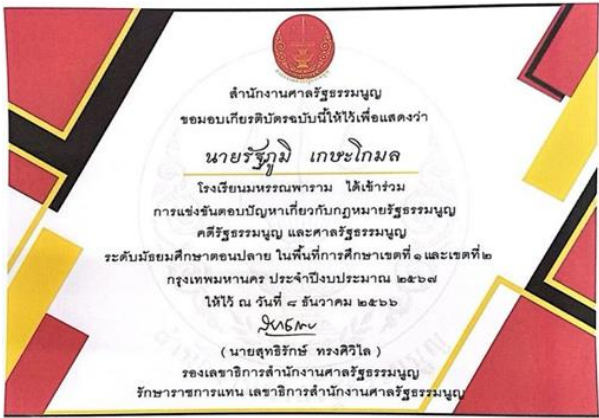 สำนักงานศาลรัฐธรรมนูญ
ขอมอบเกียรติบัตรฉบับนี้ให้ไว้เพื่อแสดงว่า
นายรัฐภูมิ เกษะโกมล
โรงเรียนมหรรณพาราม ได้เข้าร่วม
การแข่งขันตอบปัญหาเกี่ยวกับกฎหมายรัฐธรรมนูญ
คดีรัฐธรรมนูญ และศาลรัฐธรรมนูญ
ระดับมัธยมศึกษาตอนปลาย ในพื้นที่การศึกษาเขตที่ ๑ และเขตที่ ๒
กรุงเทพมหานคร ประจำปีงบประมาณ ๒๕๖๗
ให้ไว้ ณ วันที่ ๘ ธันวาคม ๒๕๖๖
( นายสุทธิรักษ์ ทรงศิวิไล )
รองเลขาธิการสำนักงานศาลรัฐธรรมนูญ
รักษาราชการแทน เลขาธิการสำนักงานศาลรัฐธรรมนูญ